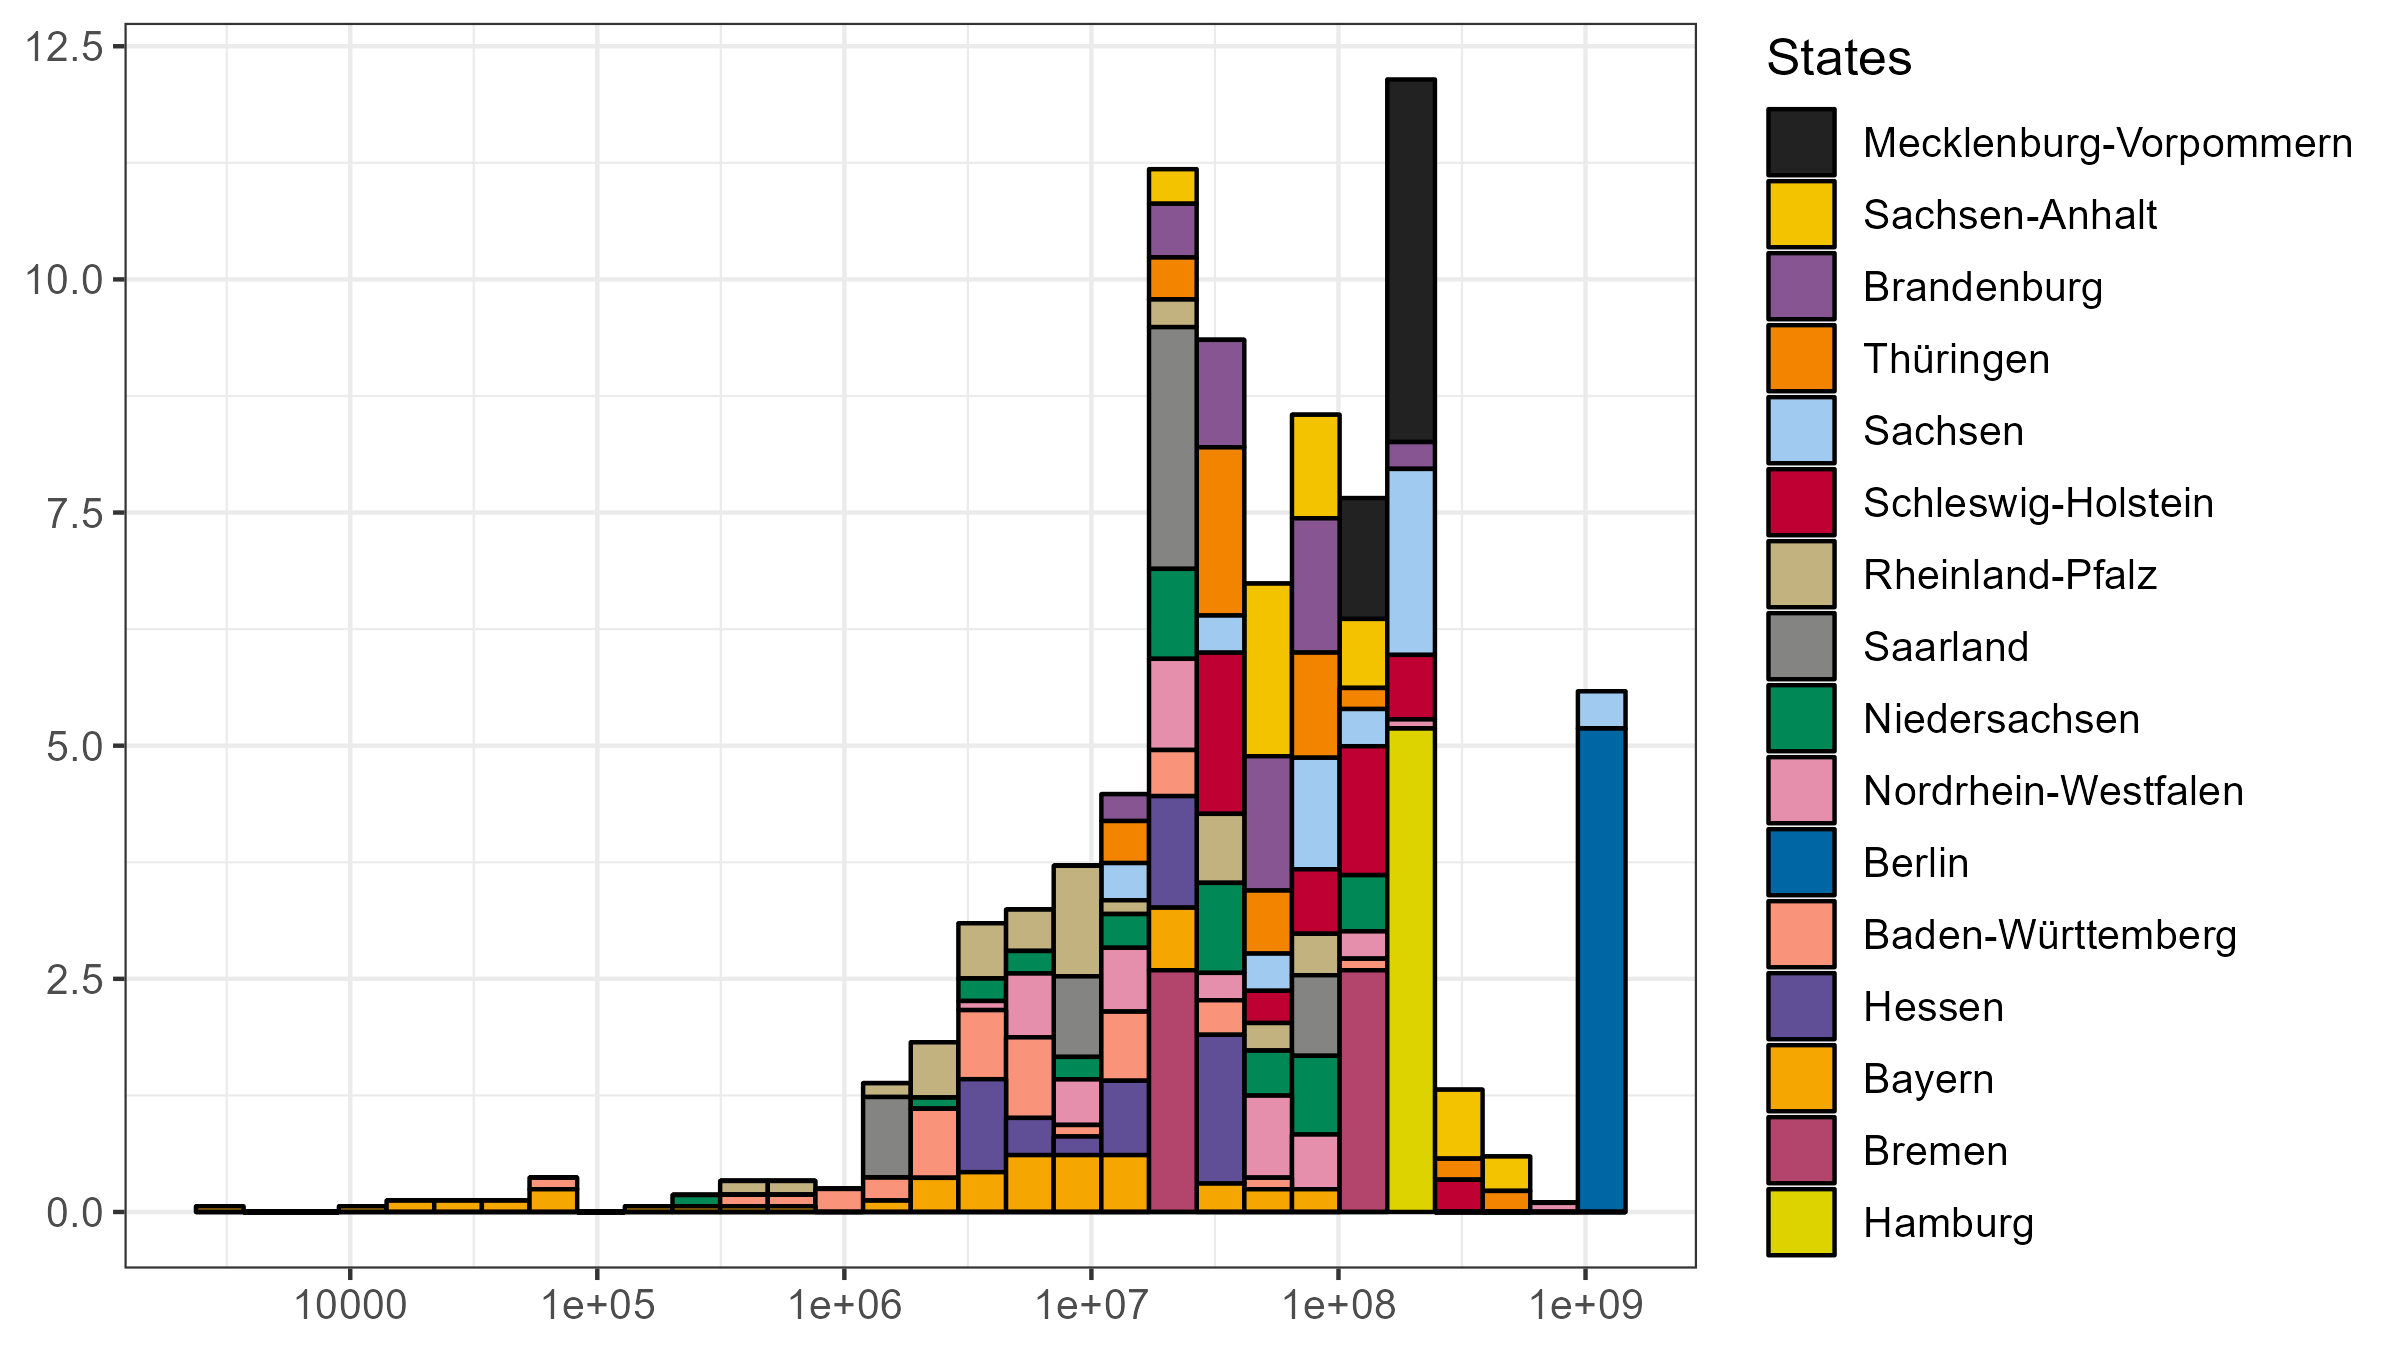 12.5
10.0
7.5
5.0
2.5
0.0
10000 1e+05 1e+06 1e+07 1e+08 1e+09
States
Mecklenburg-Vorpommern
Sachsen-Anhalt
Brandenburg
Thüringen
Sachsen
Schleswig-Holstein
Rheinland-Pfalz
Saarland
Niedersachsen
Nordrhein-Westfalen
Berlin
Baden-Württemberg
Hessen
Bayern
Bremen
Hamburg